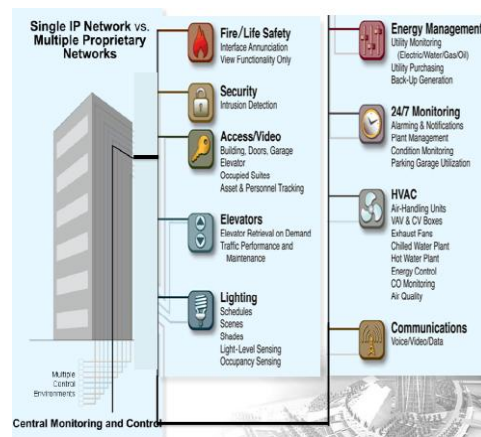 Single IP Network vs.
Multiple Proprietary
Networks
Fire/Life Safety
Interface Annunciation
View Functionality Only
Security
Intrusion Detection
Access/Video
Building, Doors, Garage
Elevator
Occupied Suites
Asset & Personnel Tracking
Elevators
Elevator Retrieval on Demand
Traffic Performance and
Maintenance
Lighting
Schedules
Scenes
Shades
Light-Level Sensing
Occupancy Sensing
Multiple
Control
Environments
Central Monitoring and Control
Energy Management
Utility Monitoring
(Electric/Water/Gas/Oil)
Utility Purchasing
Back-Up Generation
24/7 Monitoring
Alarming & Notifications
Plant Management
Condition Monitoring
Parking Garage Utilization
HVAC
Air-Handling Units
VAV & CV Boxes
Exhaust Fans
Chilled Water Plant
Hot Water Plant
Energy Control
CO Monitoring
Air Quality
Communications
Voice/Video/Data